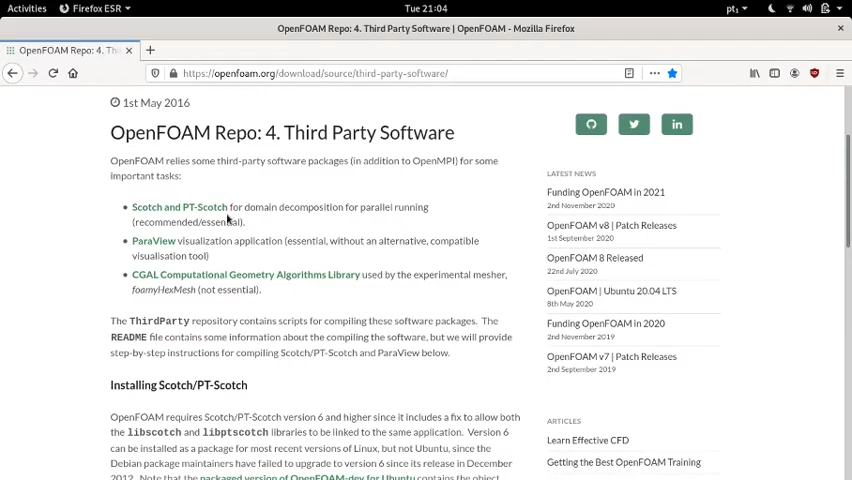 Activities
Firefox ESR
Tue 21:04
pt₁
OpenFOAM Repo: 4. Third Party Software | OpenFOAM - Mozilla Firefox
OpenFOAM Repo: 4. Th
https://openfoam.org/download/source/third-party-software/
1st May 2016
OpenFOAM Repo: 4. Third Party Software
OpenFOAM relies some third-party software packages (in addition to OpenMPI) for some
important tasks:
Scotch and PT-Scotch for domain decomposition for parallel running
(recommended/essential).
ParaView visualization application (essential, without an alternative, compatible
visualisation tool)
CGAL Computational Geometry Algorithms Library used by the experimental mesher,
foamyHexMesh (not essential).
The ThirdParty repository contains scripts for compiling these software packages. The
README file contains some information about the compiling the software, but we will provide
step-by-step instructions for compiling Scotch/PT-Scotch and ParaView below.
Installing Scotch/PT-Scotch
OpenFOAM requires Scotch/PT-Scotch version 6 and higher since it includes a fix to allow both
the libscotch and libptscotch libraries to be linked to the same application. Version 6
can be installed as a package for most recent versions of Linux, but not Ubuntu, since the
Debian package maintainers have failed to upgrade to version 6 since its release in December
2012. Note that the packaged version of OpenFOAM-dev for Ubuntu contains the object
LATEST NEWS
Funding OpenFOAM in 2021
2nd November 2020
OpenFOAM v8 | Patch Releases
1st September 2020
OpenFOAM 8 Released
22nd July 2020
OpenFOAM | Ubuntu 20.04 LTS
8th May 2020
Funding OpenFOAM in 2020
2nd November 2019
OpenFOAM v7 | Patch Releases
2nd September 2019
ARTICLES
Learn Effective CFD
Getting the Best OpenFOAM Training